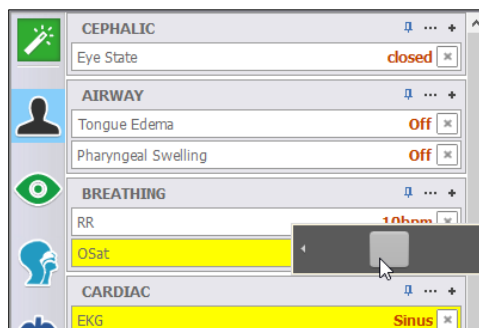 CEPHALIC
Eye State closed
AIRWAY
Tongue Edema Off
Pharyngeal Swelling Off
BREATHING
RR 10bpm
OSat
CARDIAC
EKG Sinus